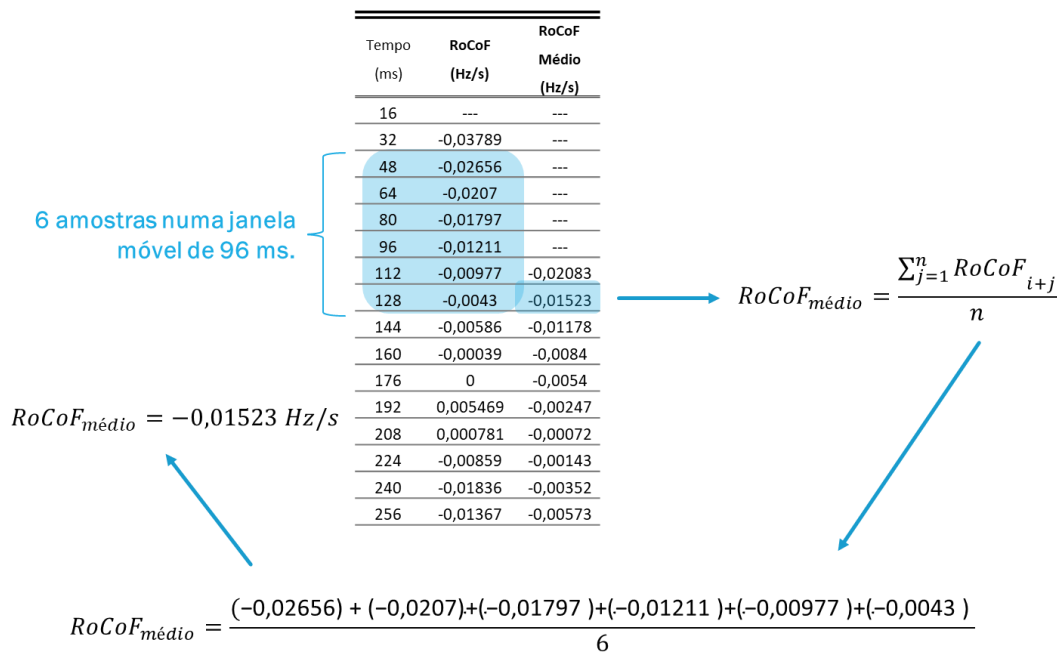 Tempo (ms) RoCoF (Hz/s) RoCoF Médio (Hz/s)
16 --- ---
32 -0,03789 ---
48 -0,02656 ---
64 -0,0207 ---
80 -0,01797 ---
96 -0,01211 ---
112 -0,00977 -0,02083
128 -0,0043 -0,01523
144 -0,00586 -0,01178
160 -0,00039 -0,0084
176 0 -0,0054
192 0,005469 -0,00247
208 0,000781 -0,00072
224 -0,00859 -0,00143
240 -0,01836 -0,00352
256 -0,01367 -0,00573
6 amostras numa janela
móvel de 96 ms.
RoCoF_médio = ∑_{j=1}^{n} RoCoF_{i+j} / n
RoCoF_médio = −0,01523 Hz/s
RoCoF_médio = (−0,02656) + (−0,0207)+(−0,01797 )+(−0,01211 )+(−0,00977)+(−0,0043 ) / 6